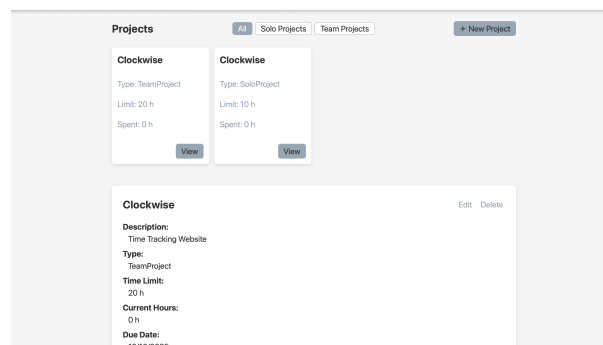 Projects
All Solo Projects Team Projects
+ New Project
Clockwise
Type: TeamProject
Limit: 20 h
Spent: 0 h
View
Clockwise
Type: SoloProject
Limit: 10 h
Spent: 0 h
View
Clockwise
Edit Delete
Description:
Time Tracking Website
Type:
TeamProject
Time Limit:
20 h
Current Hours:
0 h
Due Date: